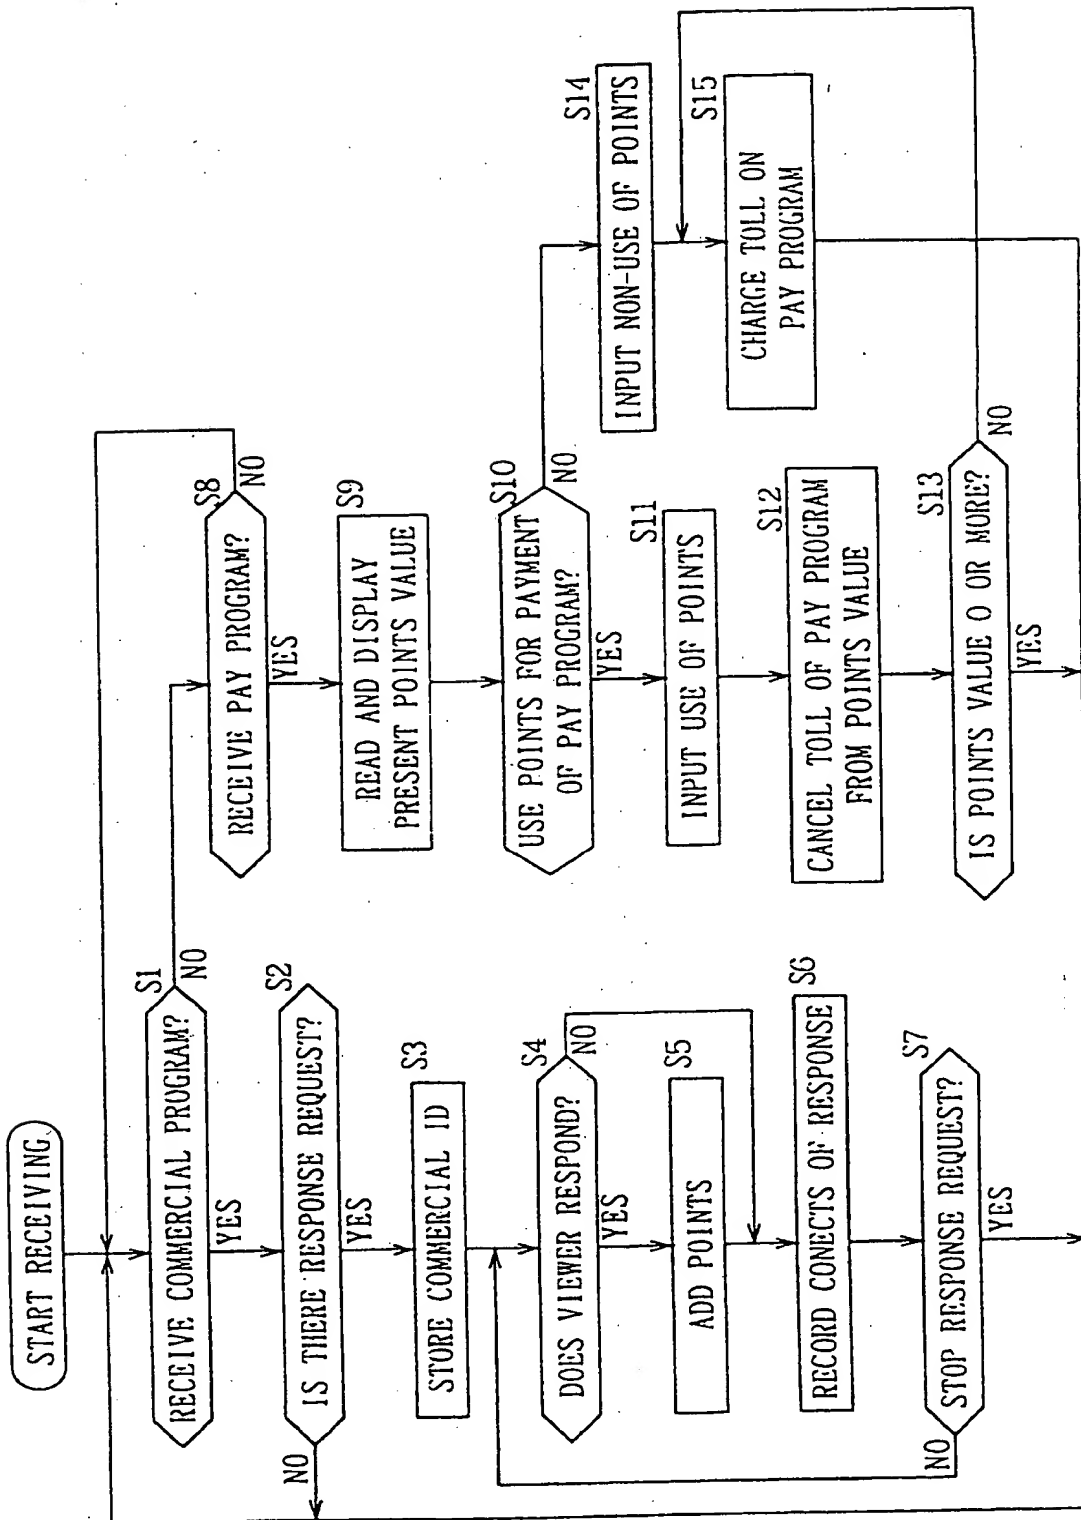 START RECEIVING
S1
RECEIVE COMMERCIAL PROGRAM?
NO
YES
S2
IS THERE RESPONSE REQUEST?
NO
YES
S3
STORE COMMERCIAL ID
S4
DOES VIEWER RESPOND?
NO
YES
S5
ADD POINTS
S6
RECORD CONECTS OF RESPONSE
S7
STOP RESPONSE REQUEST?
NO
YES
S8
RECEIVE PAY PROGRAM?
NO
YES
S9
READ AND DISPLAY
PRESENT POINTS VALUE
S10
USE POINTS FOR PAYMENT
OF PAY PROGRAM?
NO
YES
S11
INPUT USE OF POINTS
S12
CANCEL TOLL OF PAY PROGRAM
FROM POINTS VALUE
S13
IS POINTS VALUE 0 OR MORE?
NO
YES
S14
INPUT NON-USE OF POINTS
S15
CHARGE TOLL ON
PAY PROGRAM